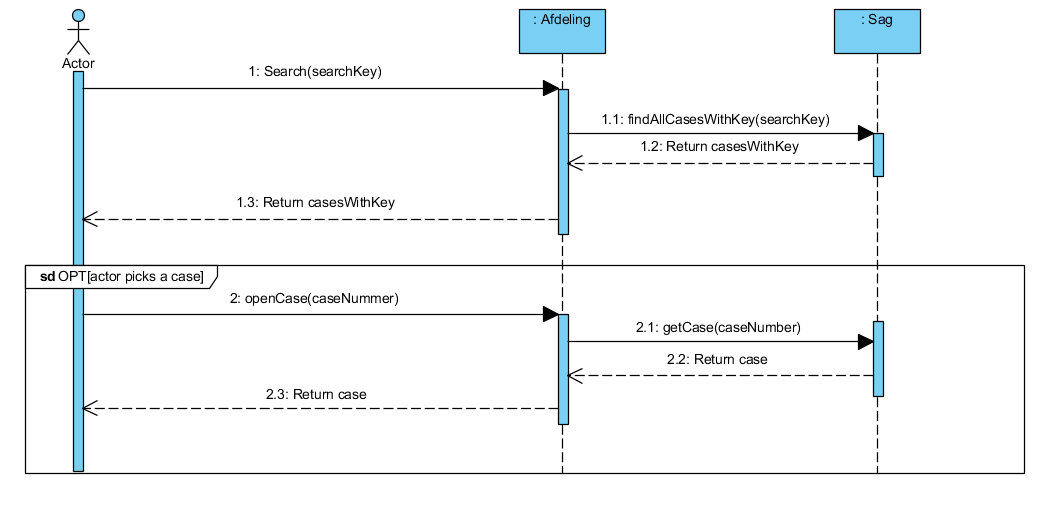 : Afdeling
: Sag
Actor
1: Search(searchKey)
1.1: findAllCasesWithKey(searchKey)
1.2: Return casesWithKey
1.3: Return casesWithKey
sd OPT[actor picks a case]
2: openCase(caseNummer)
2.1: getCase(caseNumber)
2.2: Return case
2.3: Return case